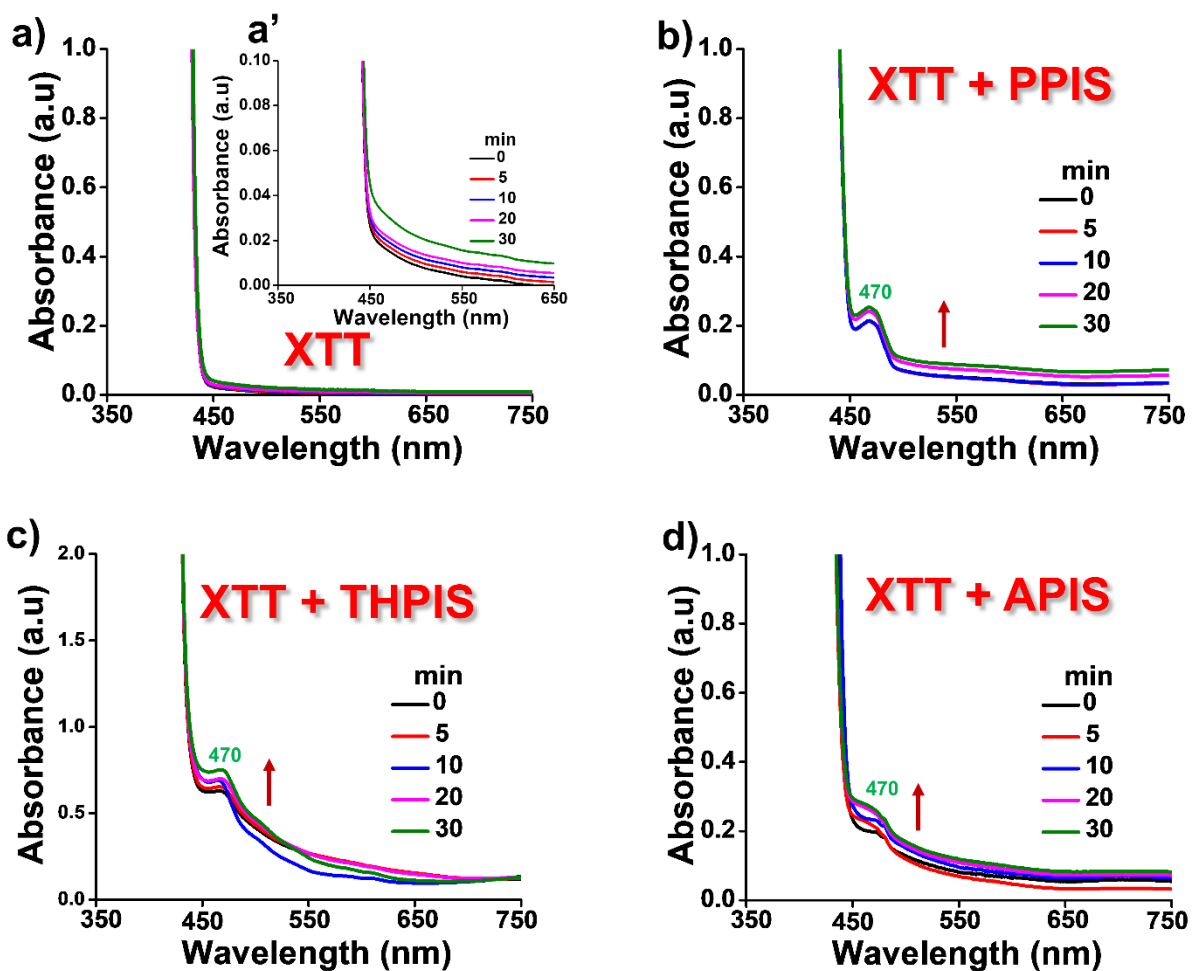 a)
Absorbance (a.u)
1.0
0.8
0.6
0.4
0.2
0.0
350 450 550 650 750
Wavelength (nm)
XTT
a’
Absorbance (a.u)
0.10
0.08
0.06
0.04
0.02
0.00
350 450 550 650
Wavelength (nm)
min
0
5
10
20
30
b)
XTT + PPIS
Absorbance (a.u)
1.0
0.8
0.6
0.4
0.2
0.0
350 450 550 650 750
Wavelength (nm)
470
min
0
5
10
20
30
c)
XTT + THPIS
Absorbance (a.u)
2.0
1.5
1.0
0.5
0.0
350 450 550 650 750
Wavelength (nm)
470
min
0
5
10
20
30
d)
XTT + APIS
Absorbance (a.u)
1.0
0.8
0.6
0.4
0.2
0.0
350 450 550 650 750
Wavelength (nm)
470
min
0
5
10
20
30